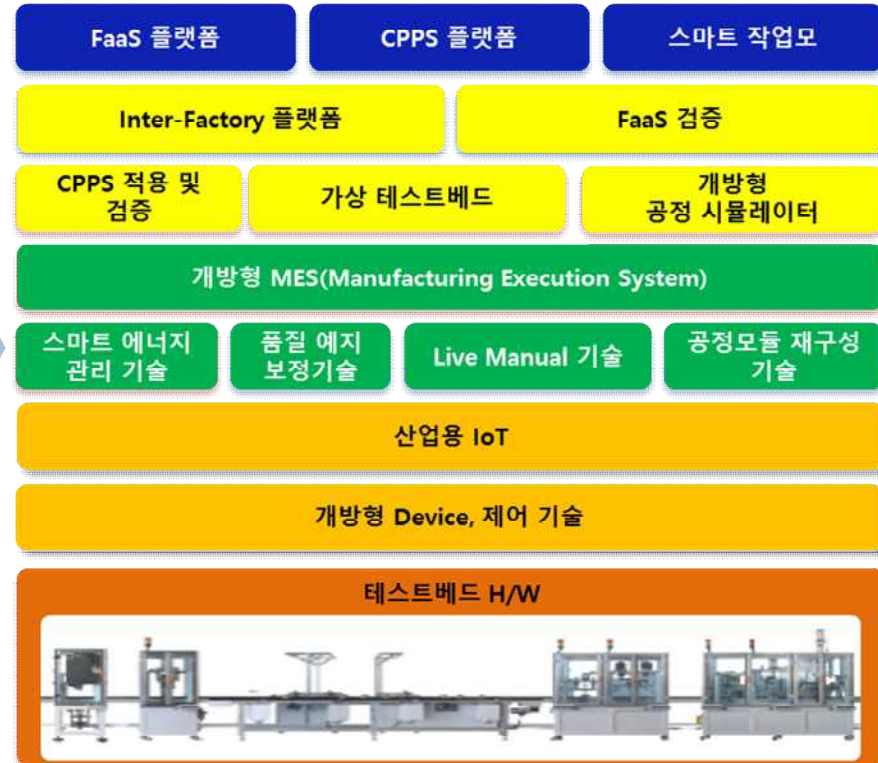 FaaS 플랫폼
CPPS 플랫폼
스마트 작업모
Inter-Factory 플랫폼
FaaS 검증
CPPS 적용 및
검증
가상 테스트베드
개방형
공정 시뮬레이터
개방형 MES(Manufacturing Execution System)
스마트 에너지
관리 기술
품질 예지
보정기술
Live Manual 기술
공정모듈 재구성
기술
산업용 IoT
개방형 Device, 제어 기술
테스트베드 H/W